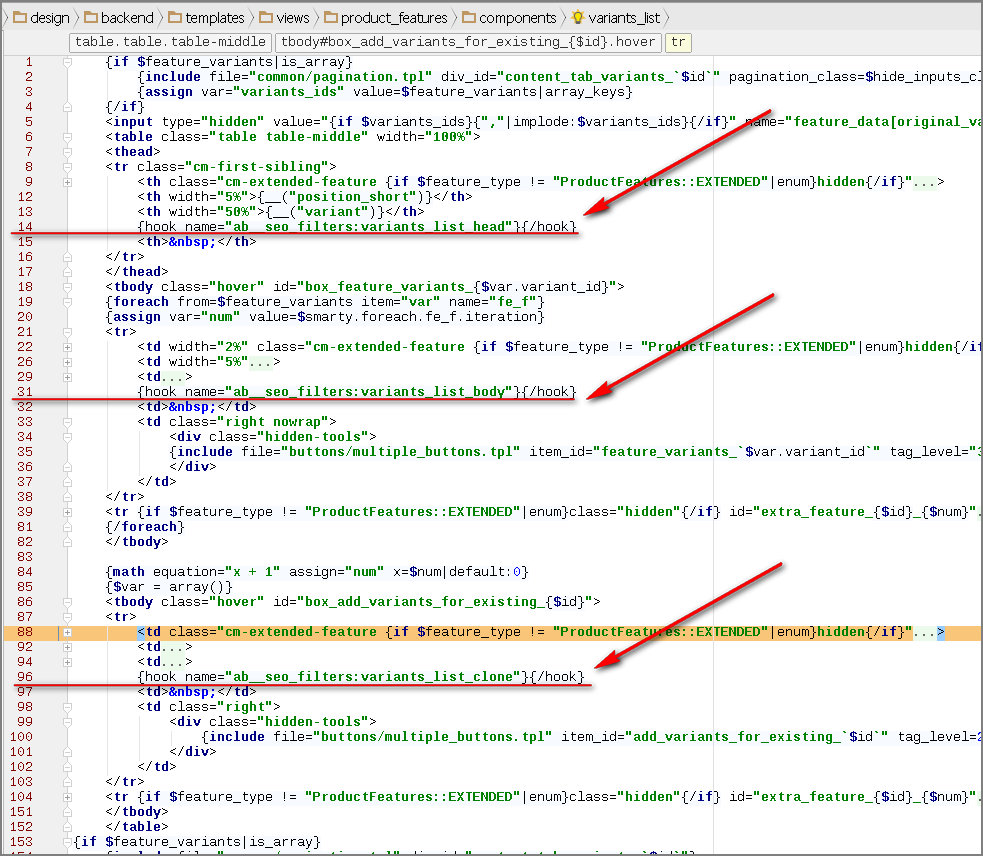 design backend templates views product_features components variants_list
table.table.table-middle tbody#box_add_variants_for_existing_{$id}.hover tr
1 {if $feature_variants|is_array}
2 {include file="common/pagination.tpl" div_id="content_tab_variants_`$id`" pagination_class=$hide_inputs_cl
3 {assign var="variants_ids" value=$feature_variants|array_keys}
4 {/if}
5 <input type="hidden" value="{if $variants_ids}{","|implode:$variants_ids}{/if}" name="feature_data[original_va
6 <table class="table table-middle" width="100%">
7 <thead>
8 <tr class="cm-first-sibling">
9 <th class="cm-extended-feature {if $feature_type != "ProductFeatures::EXTENDED"|enum}hidden{/if}"...>
12 <th width="5%">{__("position_short")}</th>
13 <th width="50%">{__("variant")}</th>
14 {hook name="ab__seo_filters:variants_list_head"}{/hook}
15 <th>&nbsp;</th>
16 </tr>
17 </thead>
18 <tbody class="hover" id="box_feature_variants_{$var.variant_id}">
19 {foreach from=$feature_variants item="var" name="fe_f"}
20 {assign var="num" value=$smarty.foreach.fe_f.iteration}
21 <tr>
22 <td width="2%" class="cm-extended-feature {if $feature_type != "ProductFeatures::EXTENDED"|enum}hidden{/if
26 <td width="5%"...>
29 <td...>
31 {hook name="ab__seo_filters:variants_list_body"}{/hook}
32 <td>&nbsp;</td>
33 <td class="right nowrap">
34 <div class="hidden-tools">
35 {include file="buttons/multiple_buttons.tpl" item_id="feature_variants_`$var.variant_id`" tag_level="3
36 </div>
37 </td>
38 </tr>
39 <tr {if $feature_type != "ProductFeatures::EXTENDED"|enum}class="hidden"{/if} id="extra_feature_{$id}_{$num}".
81 {/foreach}
82 </tbody>
83
84 {math equation="x + 1" assign="num" x=$num|default:0}
85 {$var = array()}
86 <tbody class="hover" id="box_add_variants_for_existing_{$id}">
87 <tr>
88 <td class="cm-extended-feature {if $feature_type != "ProductFeatures::EXTENDED"|enum}hidden{/if}"...>
92 <td...>
94 <td...>
96 {hook name="ab__seo_filters:variants_list_clone"}{/hook}
97 <td>&nbsp;</td>
98 <td class="right">
99 <div class="hidden-tools">
100 {include file="buttons/multiple_buttons.tpl" item_id="add_variants_for_existing_`$id`" tag_level=2
101 </div>
102 </td>
103 </tr>
104 <tr {if $feature_type != "ProductFeatures::EXTENDED"|enum}class="hidden"{/if} id="extra_feature_{$id}_{$num}".
151 </tbody>
152 </table>
153 {if $feature_variants|is_array}